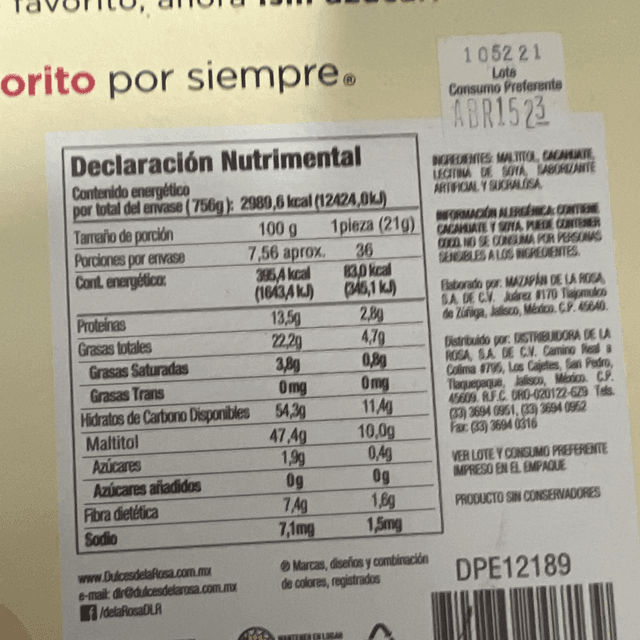 favorito, ahora sin azúcar
orito por siempre®
105221
Lote
Consumo Preferente
ABR1523
Declaración Nutrimental
Contenido energético
por total del envase (756g): 2989,6 kcal (12424,0kJ)
Tamaño de porción 100 g 1pieza (21g)
Porciones por envase 7,56 aprox. 36
Cont. energético: 395,4 kcal 83,0 kcal
(1643,4 kJ) (345,1 kJ)
Proteínas 13,5g 2,8g
Grasas totales 22,2g 4,7g
Grasas Saturadas 3,8g 0,8g
Grasas Trans 0mg 0mg
Hidratos de Carbono Disponibles 54,3g 11,4g
Maltitol 47,4g 10,0g
Azúcares 1,9g 0,4g
Azúcares añadidos 0g 0g
Fibra dietética 7,4g 1,6g
Sodio 7,1mg 1,5mg
www.DulcesdelaRosa.com.mx
e-mail: dlr@dulcesdelarosa.com.mx
/delaRosaDLR
® Marcas, diseños y combinación
de colores, registrados
INGREDIENTES: MALTITOL, CACAHUATE,
LECITINA DE SOYA, SABORIZANTE
ARTIFICIAL Y SUCRALOSA.
INFORMACIÓN ALERGÉNICA: CONTIENE
CACAHUATE Y SOYA. PUEDE CONTENER
COCO. NO SE CONSUMA POR PERSONAS
SENSIBLES A LOS INGREDIENTES.
Elaborado por: MAZAPÁN DE LA ROSA,
S.A. DE C.V. Juárez #170 Tlajomulco
de Zúñiga, Jalisco, México. C.P. 45640.
Distribuido por: DISTRIBUIDORA DE LA
ROSA, S.A. DE C.V. Camino Real a
Colima #795, Los Cajetes, San Pedro,
Tlaquepaque, Jalisco, México. C.P.
45609. R.F.C. DRO-020122-6Z9 Tels.
(33) 3694 0951, (33) 3694 0952
Fax: (33) 3694 0316
VER LOTE Y CONSUMO PREFERENTE
IMPRESO EN EL EMPAQUE
PRODUCTO SIN CONSERVADORES
DPE12189
MANTENER EN LUGAR